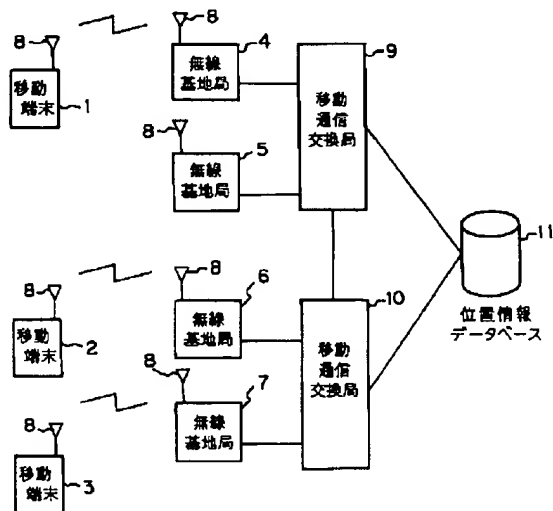 8
8
4
9
移動
端末
1
無線
基地局
移動
通信
交換局
8
5
無線
基地局
11
位置情報
データベース
8
8
6
10
移動
端末
2
無線
基地局
移動
通信
交換局
8
7
8
無線
基地局
移動
端末
3